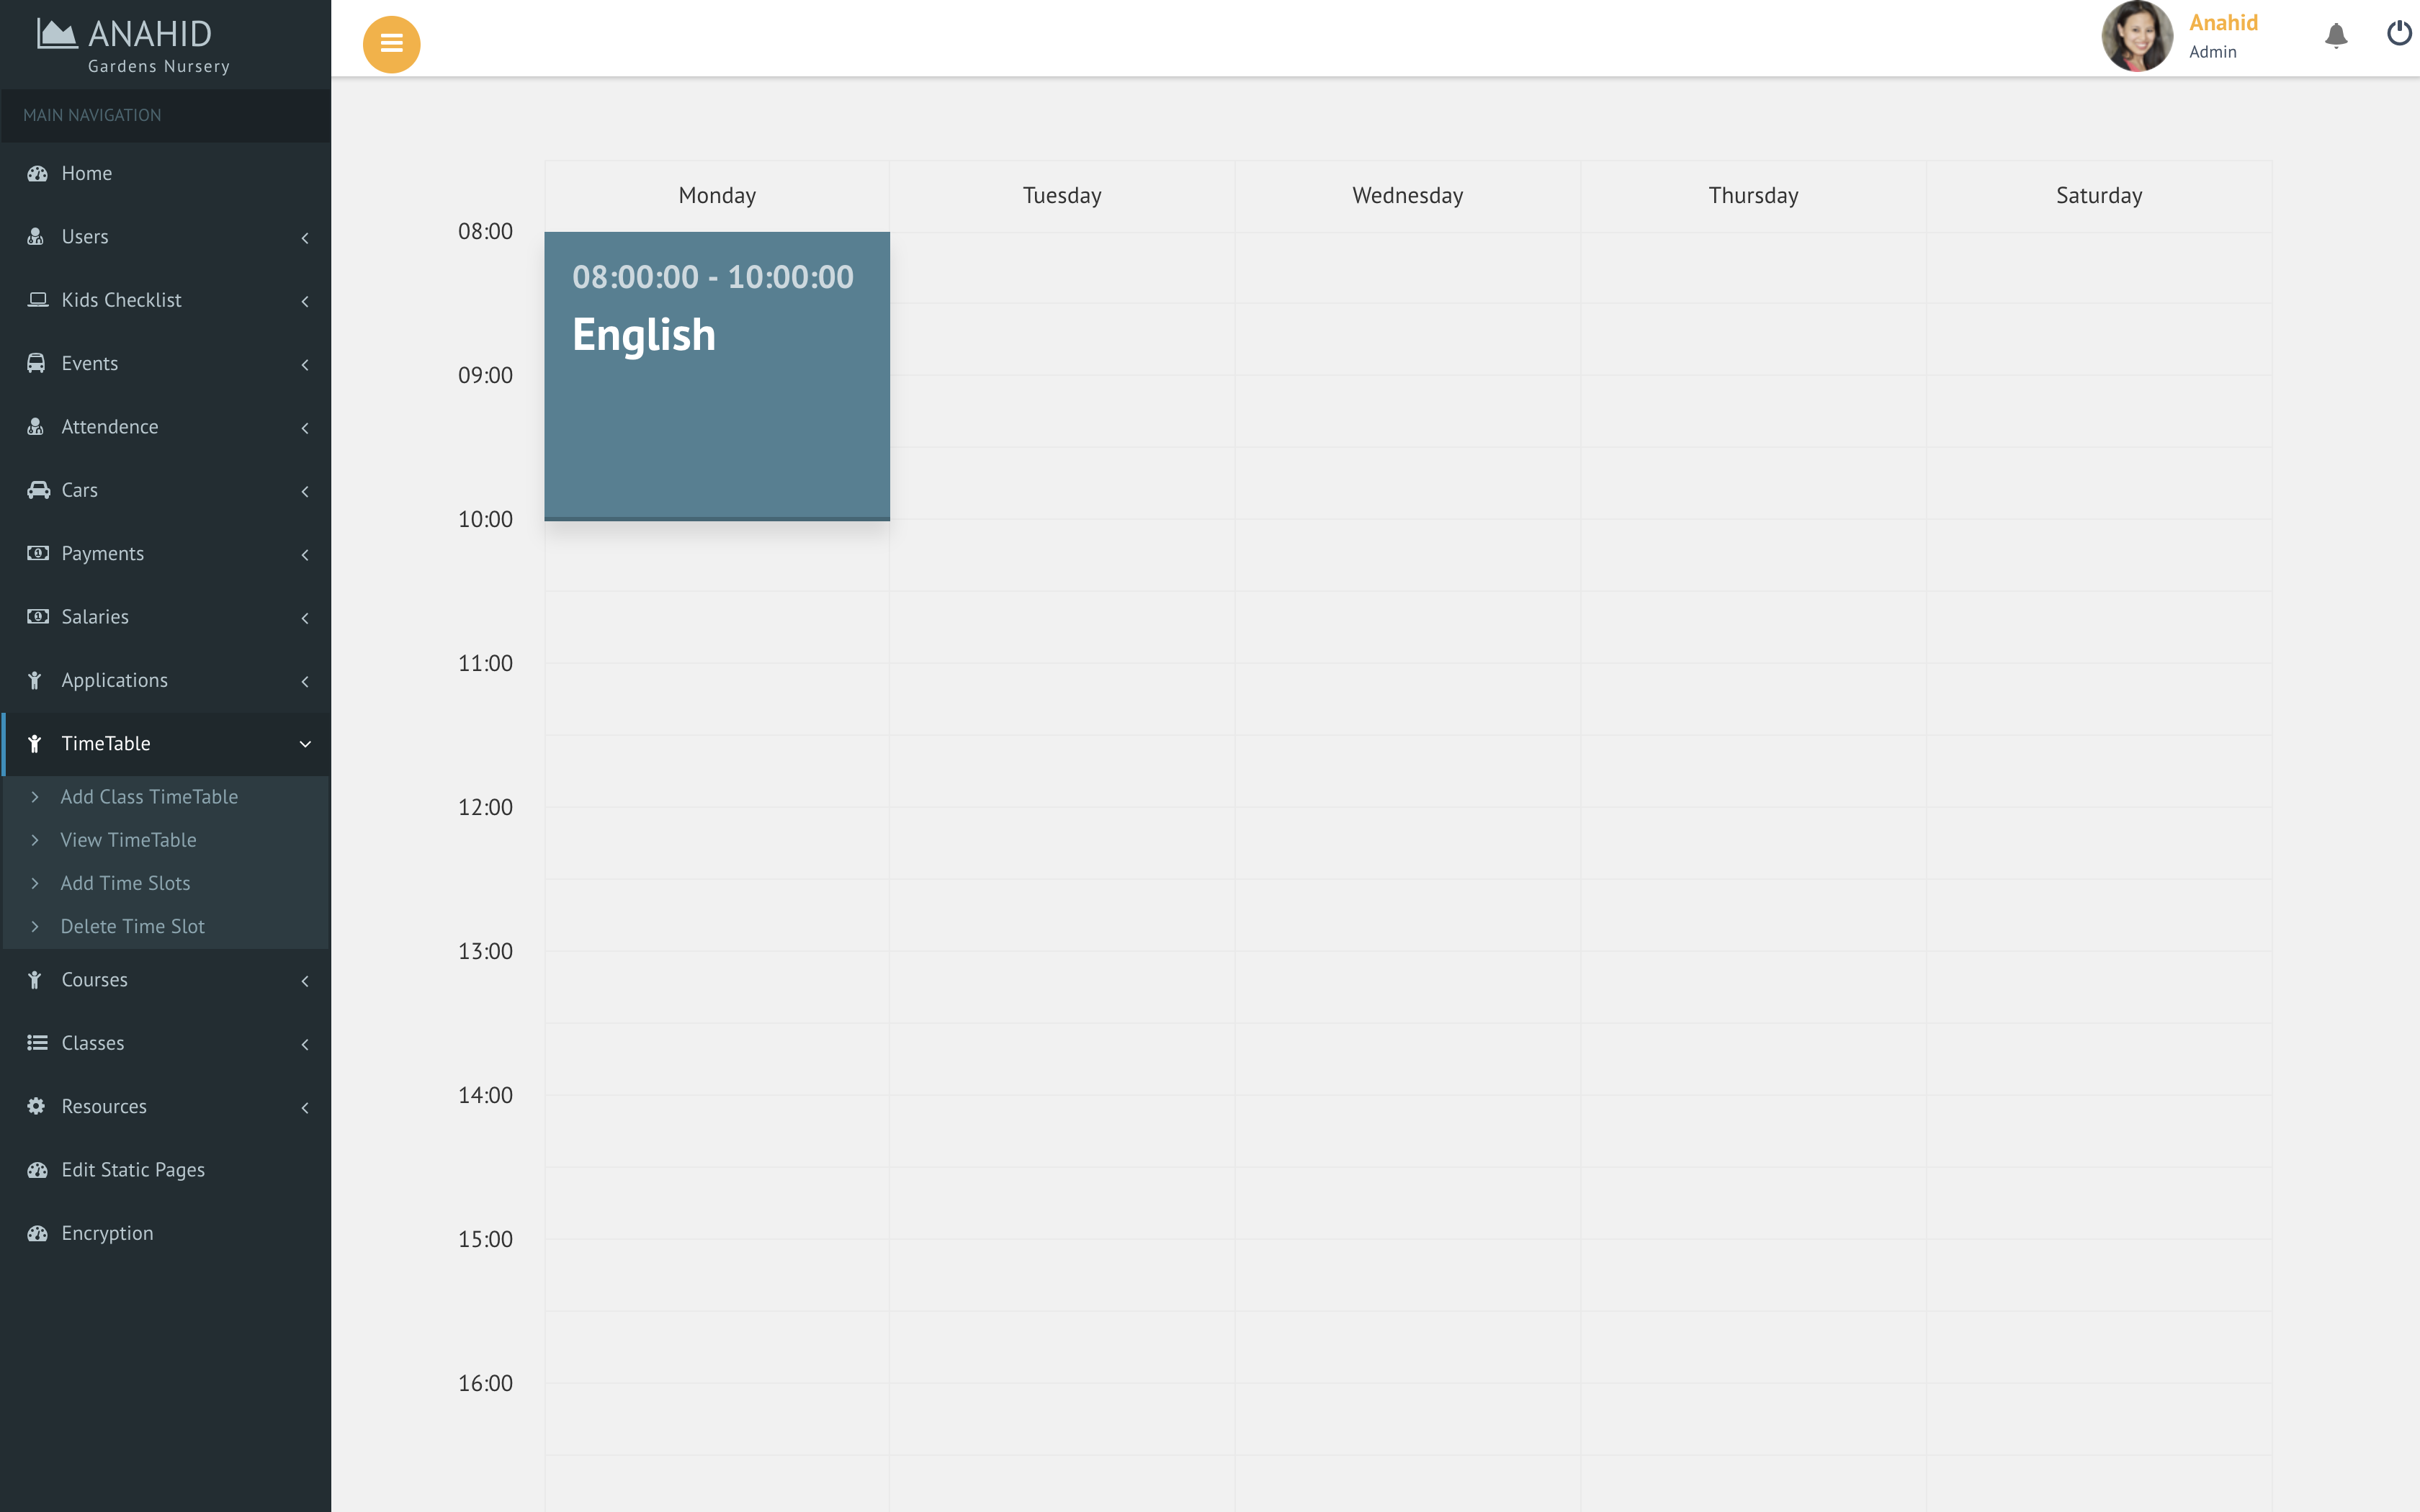 ANAHID
Gardens Nursery
MAIN NAVIGATION
Home
Users
Kids Checklist
Events
Attendence
Cars
Payments
Salaries
Applications
TimeTable
Add Class TimeTable
View TimeTable
Add Time Slots
Delete Time Slot
Courses
Classes
Resources
Edit Static Pages
Encryption
Anahid
Admin
Monday Tuesday Wednesday Thursday Saturday
08:00
08:00:00 - 10:00:00
English
09:00
10:00
11:00
12:00
13:00
14:00
15:00
16:00